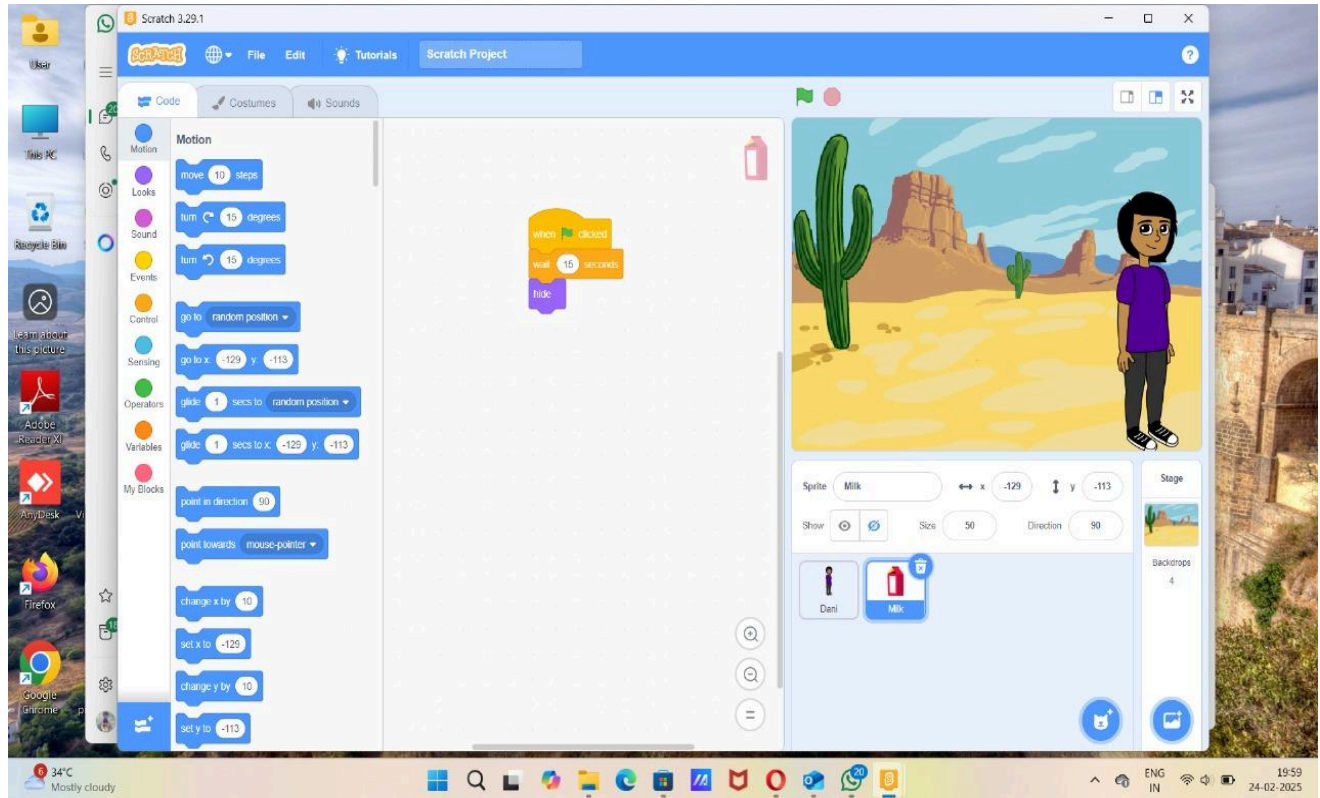 Scratch 3.29.1
SCRATCH File Edit Tutorials Scratch Project ?
Code Costumes Sounds
User
This PC
Recycle Bin
Learn about
this picture
Adobe
Reader XI
AnyDesk Vi
Firefox
Google
Chrome p
20
18
Motion
Looks
Sound
Events
Control
Sensing
Operators
Variables
My Blocks
Motion
move 10 steps
turn 15 degrees
turn 15 degrees
go to random position
go to x: -129 y: -113
glide 1 secs to random position
glide 1 secs to x: -129 y: -113
point in direction 90
point towards mouse-pointer
change x by 10
set x to -129
change y by 10
set y to -113
when clicked
wait 15 seconds
hide
Sprite Milk x -129 y -113
Show Size 50 Direction 90
Dani
Milk
Stage
Backdrops
4
6 34°C
Mostly cloudy
20
ENG
IN
19:59
24-02-2025